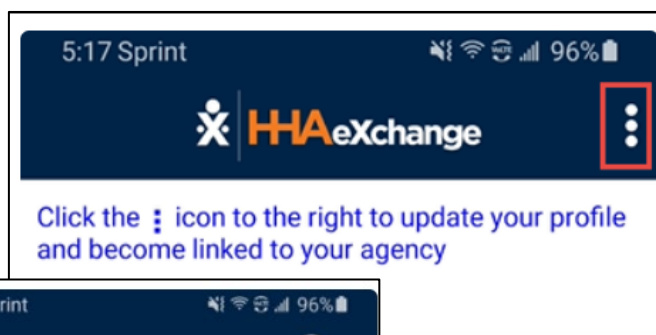 5:17 Sprint 96%
HHAeXchange
Click the ⋮ icon to the right to update your profile
and become linked to your agency
rint 96%